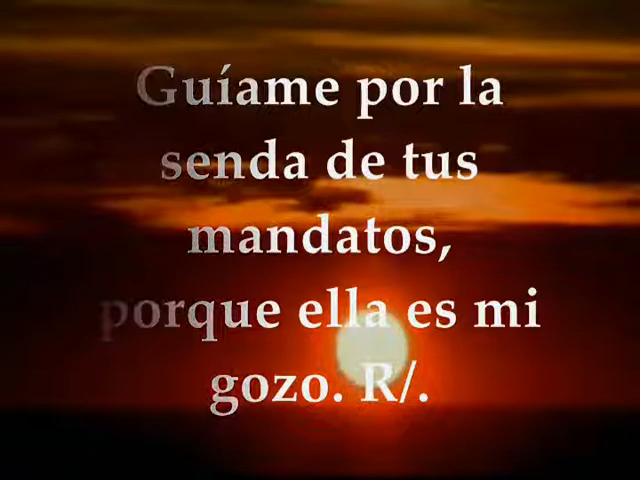 Guíame por la
senda de tus
mandatos,
porque ella es mi
gozo. R/.